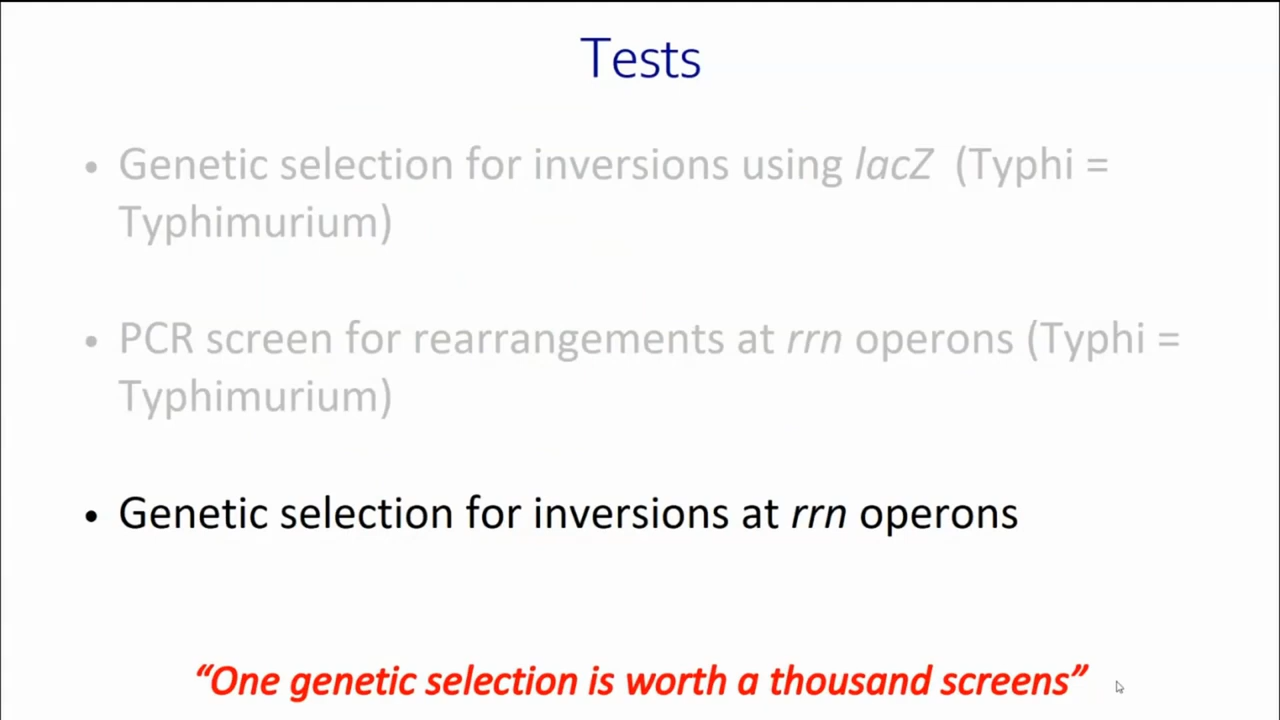 Tests
• Genetic selection for inversions using lacZ (Typhi =
Typhimurium)
• PCR screen for rearrangements at rrn operons (Typhi =
Typhimurium)
• Genetic selection for inversions at rrn operons
“One genetic selection is worth a thousand screens”